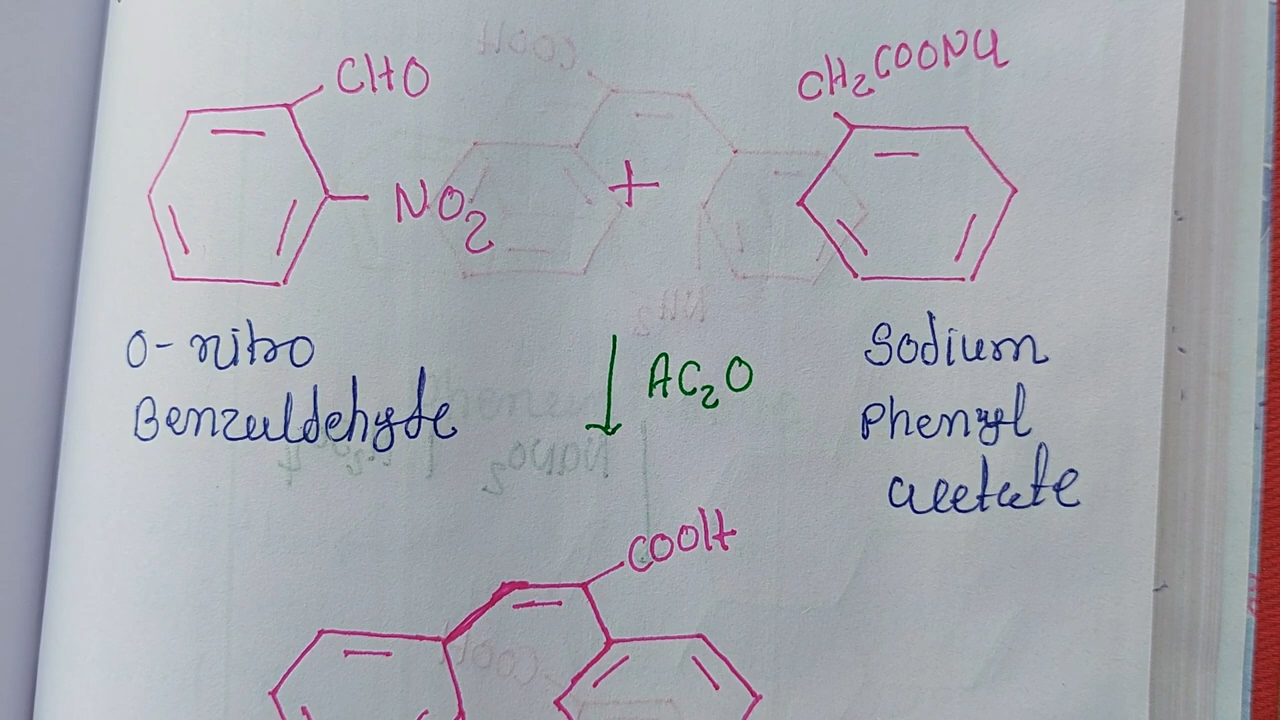 CHO
CH₂COONa
NO₂
+
O-nitro
Benzaldehyde
AC₂O
Sodium
Phenyl
acetate
COOH